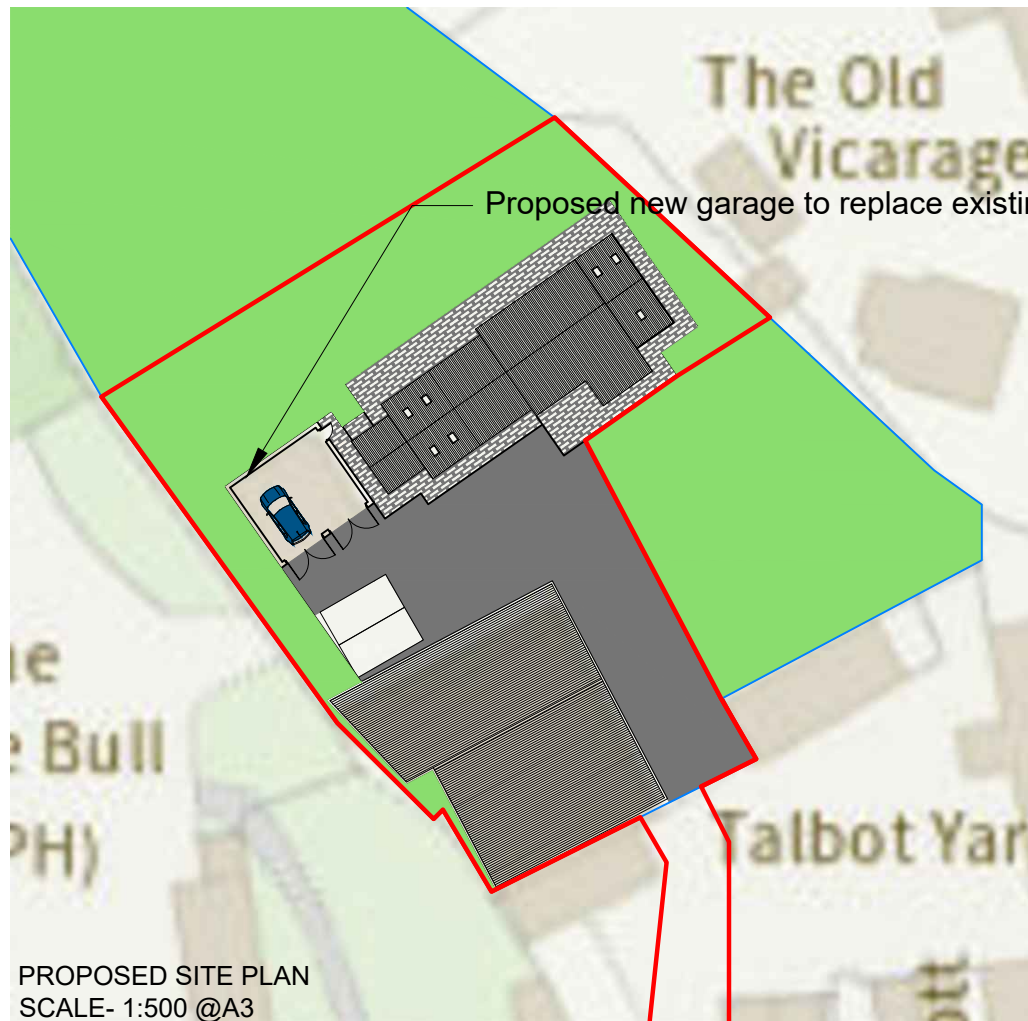 The Old
Vicarage
Proposed new garage to replace existin
e Bull
PH)
Talbot Yar
PROPOSED SITE PLAN
SCALE- 1:500 @A3